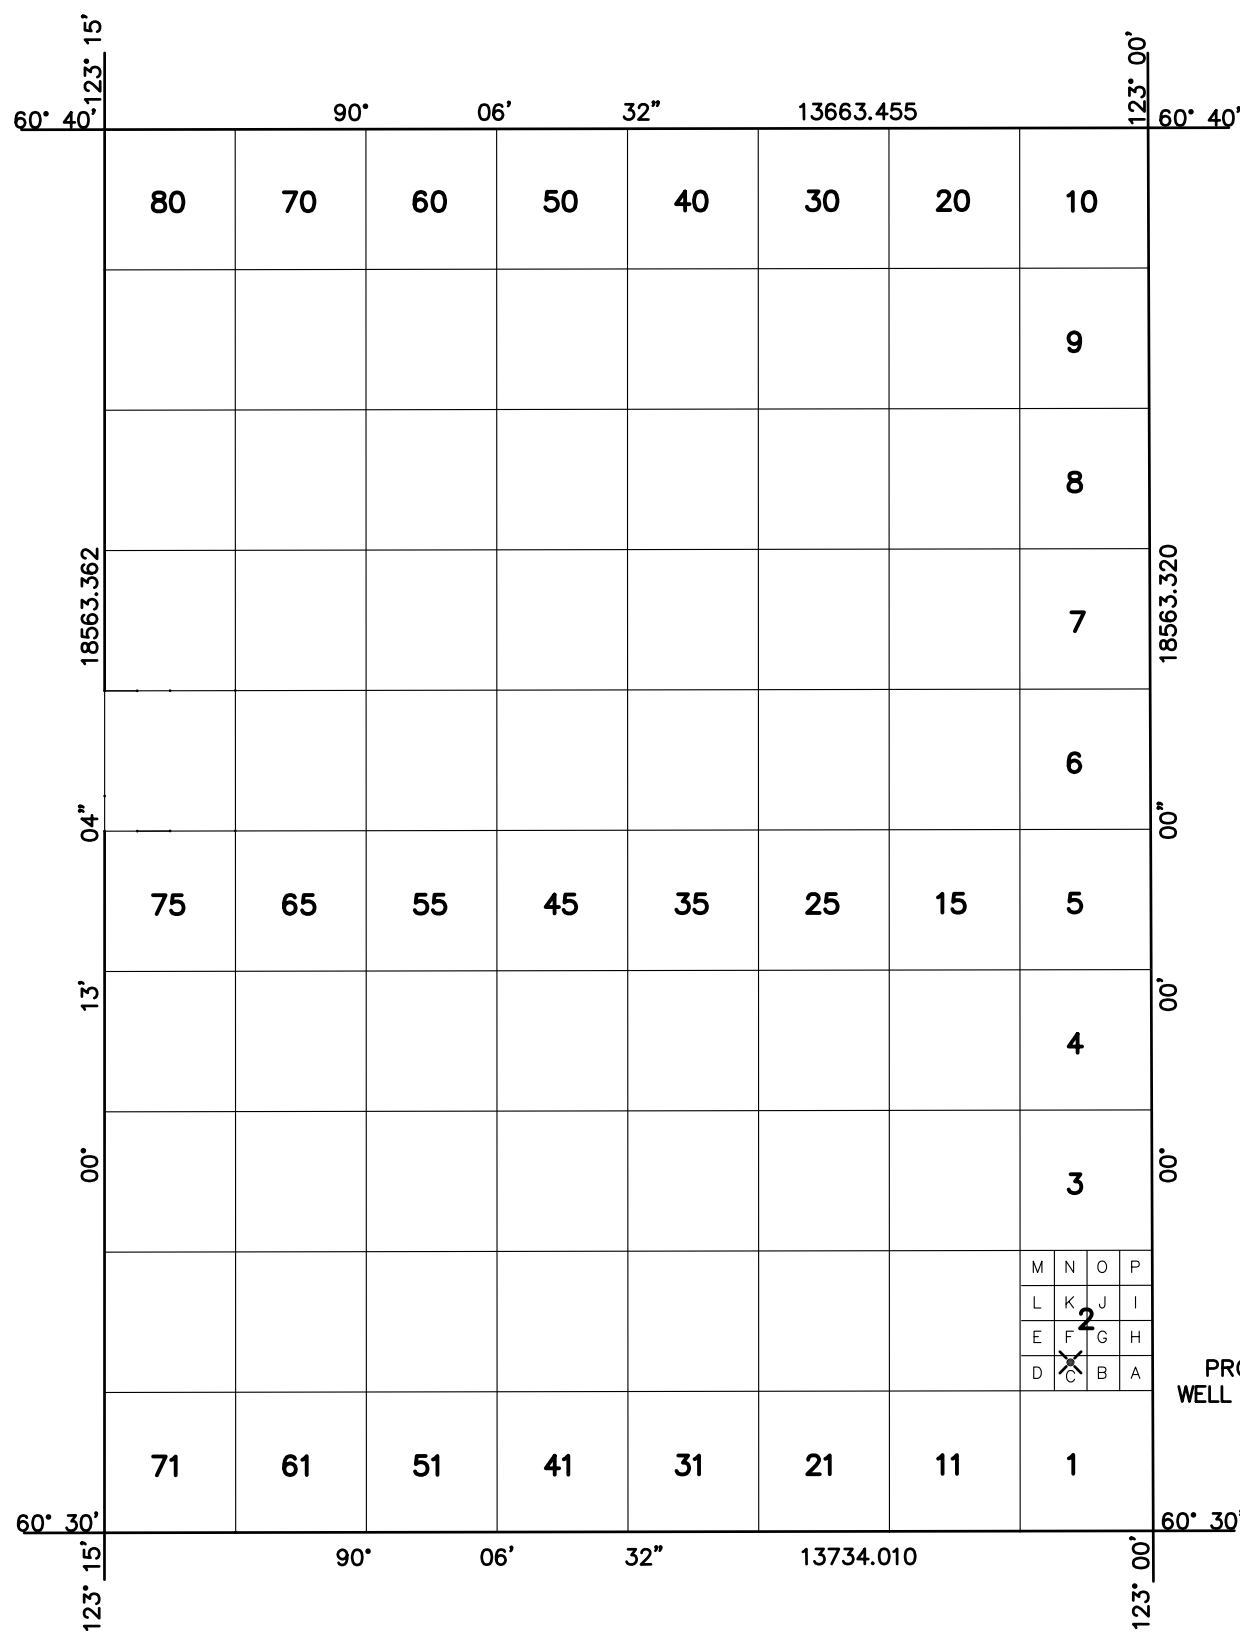 123° 15'
123° 00'
60° 40'
90° 06' 32" 13663.455
60° 40'
80 70 60 50 40 30 20 10
9
8
18563.362
18563.320
7
6
04"
00"
75 65 55 45 35 25 15 5
13'
00'
4
00°
00°
3
M N O P
L K J I
2
E F G H
D C B A
PRO
WELL
71 61 51 41 31 21 11 1
60° 30'
60° 30'
90° 06' 32" 13734.010
123° 15'
123° 00'